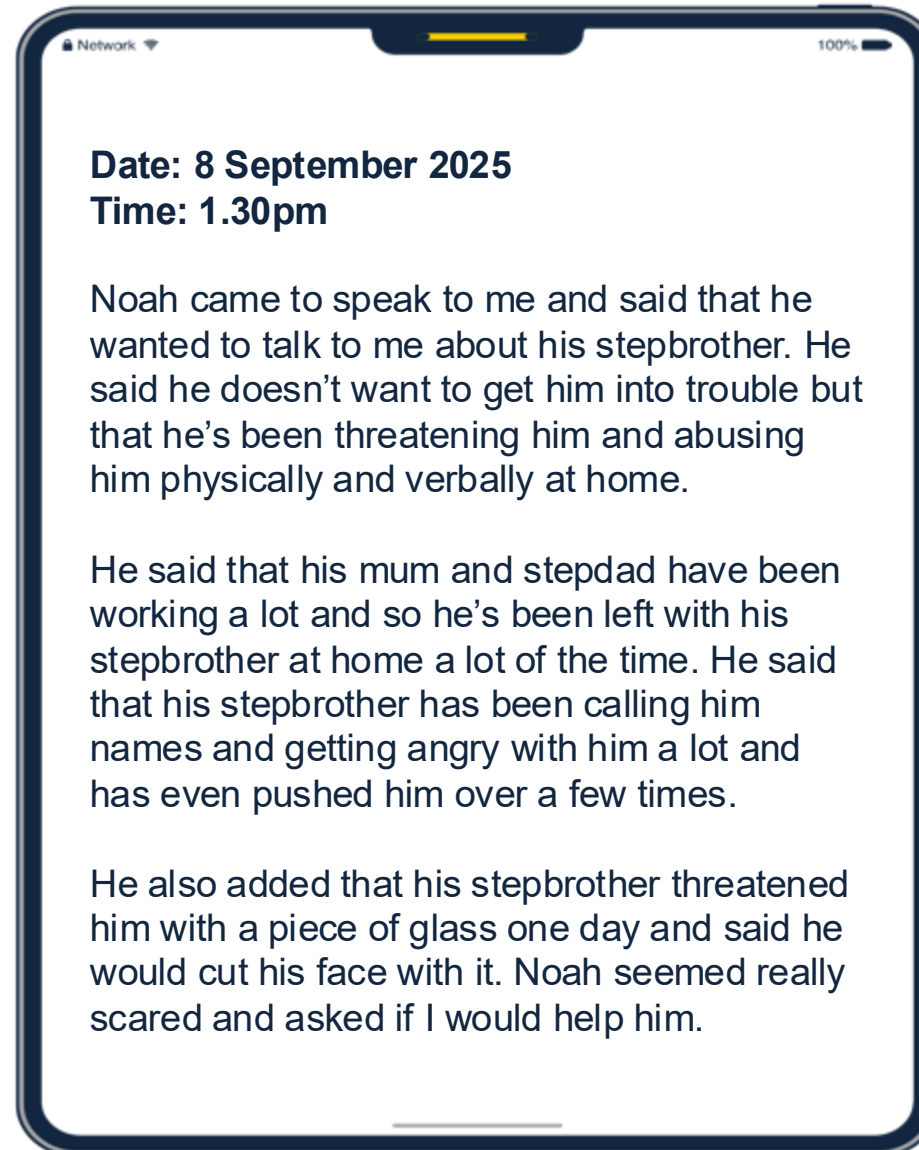 Network
100%
Date: 8 September 2025
Time: 1.30pm
Noah came to speak to me and said that he
wanted to talk to me about his stepbrother. He
said he doesn’t want to get him into trouble but
that he’s been threatening him and abusing
him physically and verbally at home.
He said that his mum and stepdad have been
working a lot and so he’s been left with his
stepbrother at home a lot of the time. He said
that his stepbrother has been calling him
names and getting angry with him a lot and
has even pushed him over a few times.
He also added that his stepbrother threatened
him with a piece of glass one day and said he
would cut his face with it. Noah seemed really
scared and asked if I would help him.